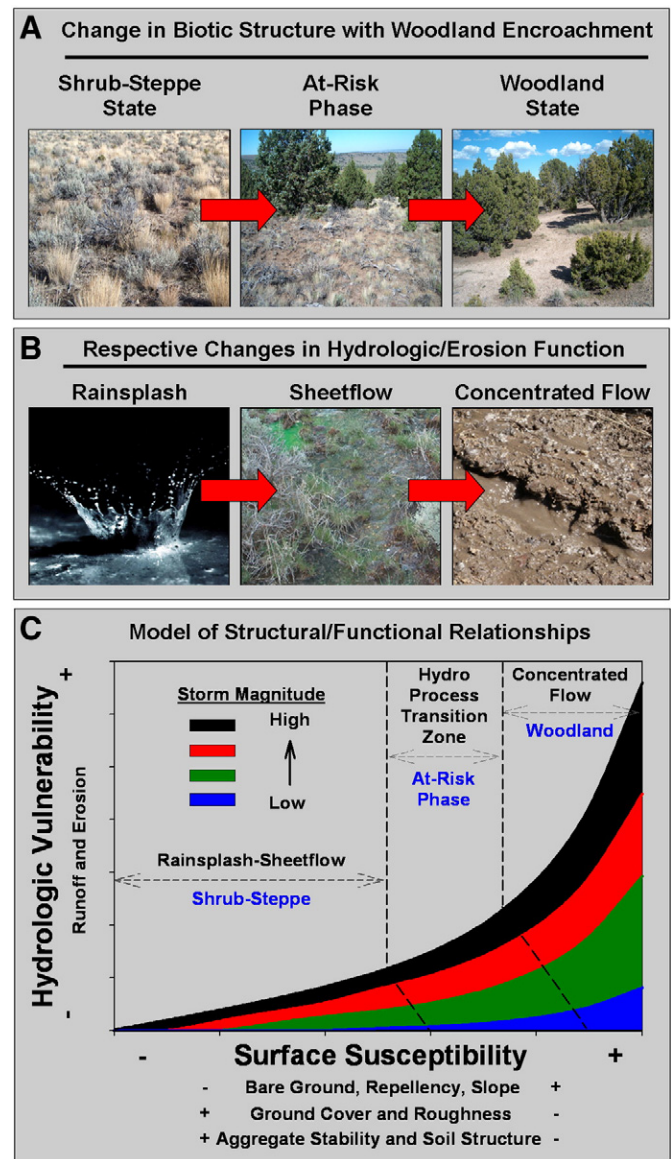 A Change in Biotic Structure with Woodland Encroachment
Shrub-Steppe State
At-Risk Phase
Woodland State
B Respective Changes in Hydrologic/Erosion Function
Rainsplash
Sheetflow
Concentrated Flow
C Model of Structural/Functional Relationships
Hydrologic Vulnerability
Runoff and Erosion
+
-
Storm Magnitude
High
Low
Hydro
Process
Transition
Zone
At-Risk
Phase
Concentrated
Flow
Woodland
Rainsplash-Sheetflow
Shrub-Steppe
- Surface Susceptibility +
- Bare Ground, Repellency, Slope +
+ Ground Cover and Roughness -
+ Aggregate Stability and Soil Structure -